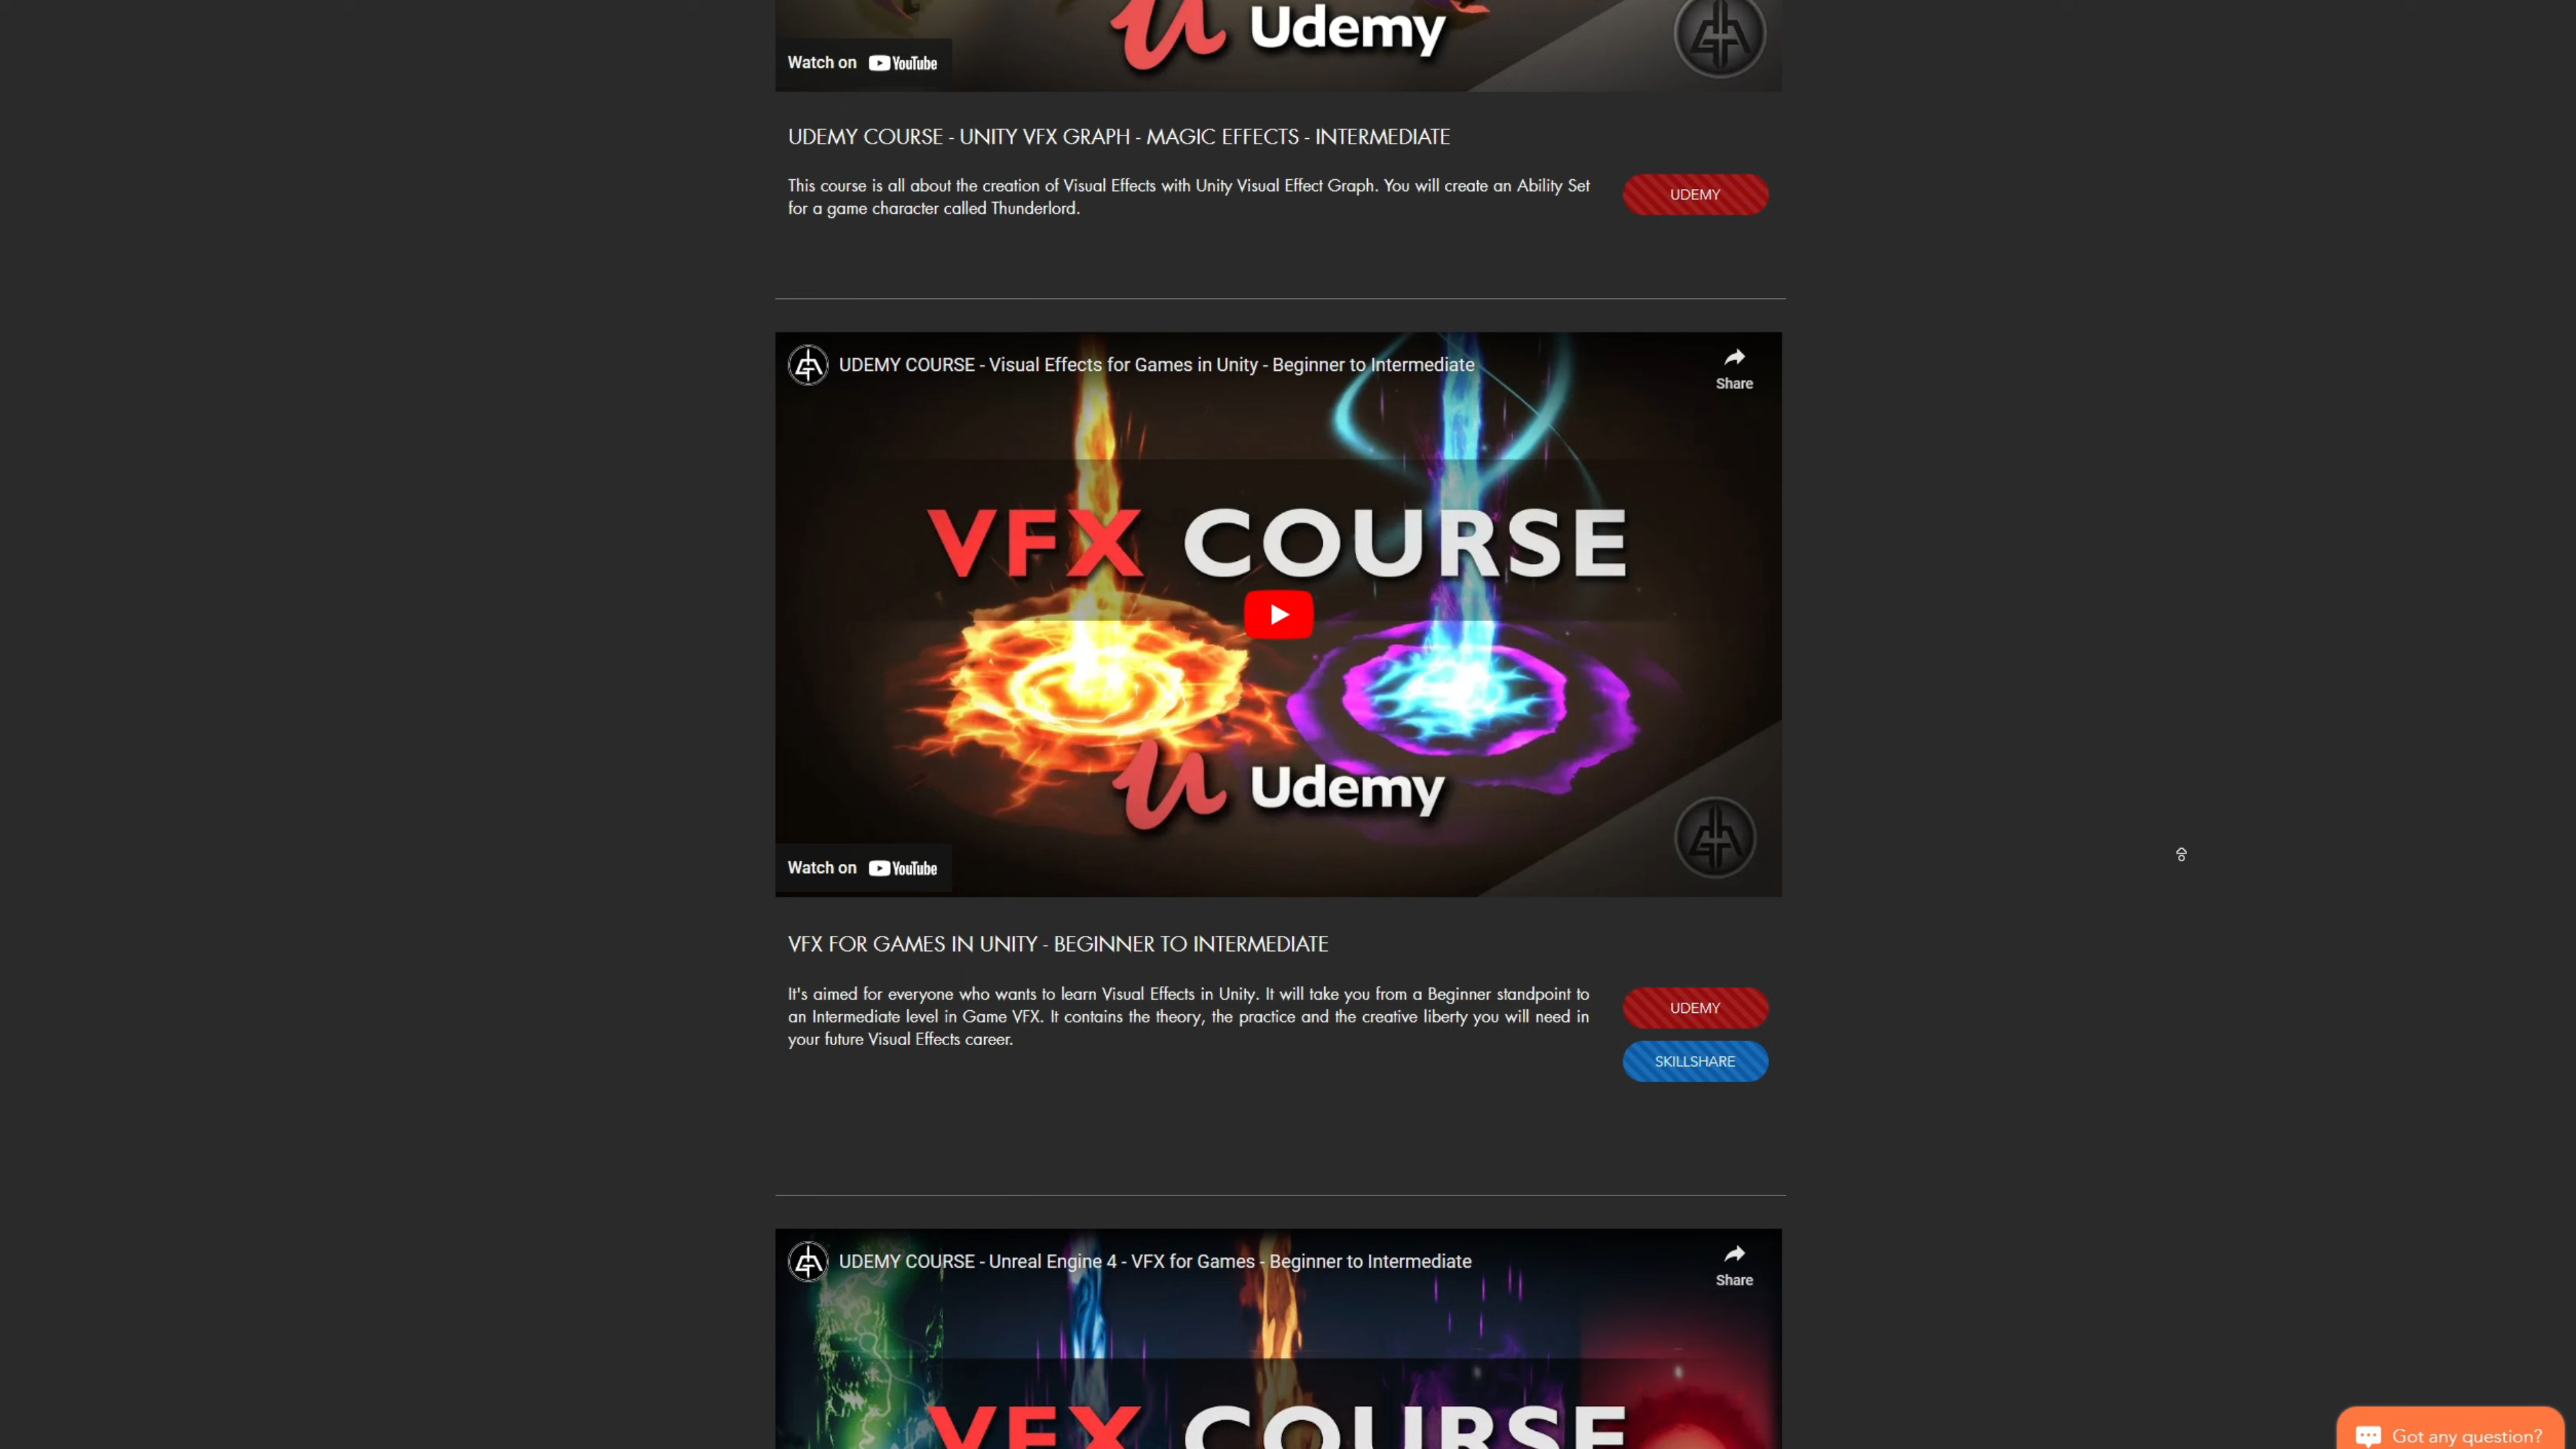 Udemy
Watch on YouTube
UDEMY COURSE - UNITY VFX GRAPH - MAGIC EFFECTS - INTERMEDIATE
This course is all about the creation of Visual Effects with Unity Visual Effect Graph. You will create an Ability Set
for a game character called Thunderlord.
UDEMY
UDEMY COURSE - Visual Effects for Games in Unity - Beginner to Intermediate
Share
VFX COURSE
Udemy
Watch on YouTube
VFX FOR GAMES IN UNITY - BEGINNER TO INTERMEDIATE
It's aimed for everyone who wants to learn Visual Effects in Unity. It will take you from a Beginner standpoint to
an Intermediate level in Game VFX. It contains the theory, the practice and the creative liberty you will need in
your future Visual Effects career.
UDEMY
SKILLSHARE
UDEMY COURSE - Unreal Engine 4 - VFX for Games - Beginner to Intermediate
Share
VFX COURSE
Got any question?